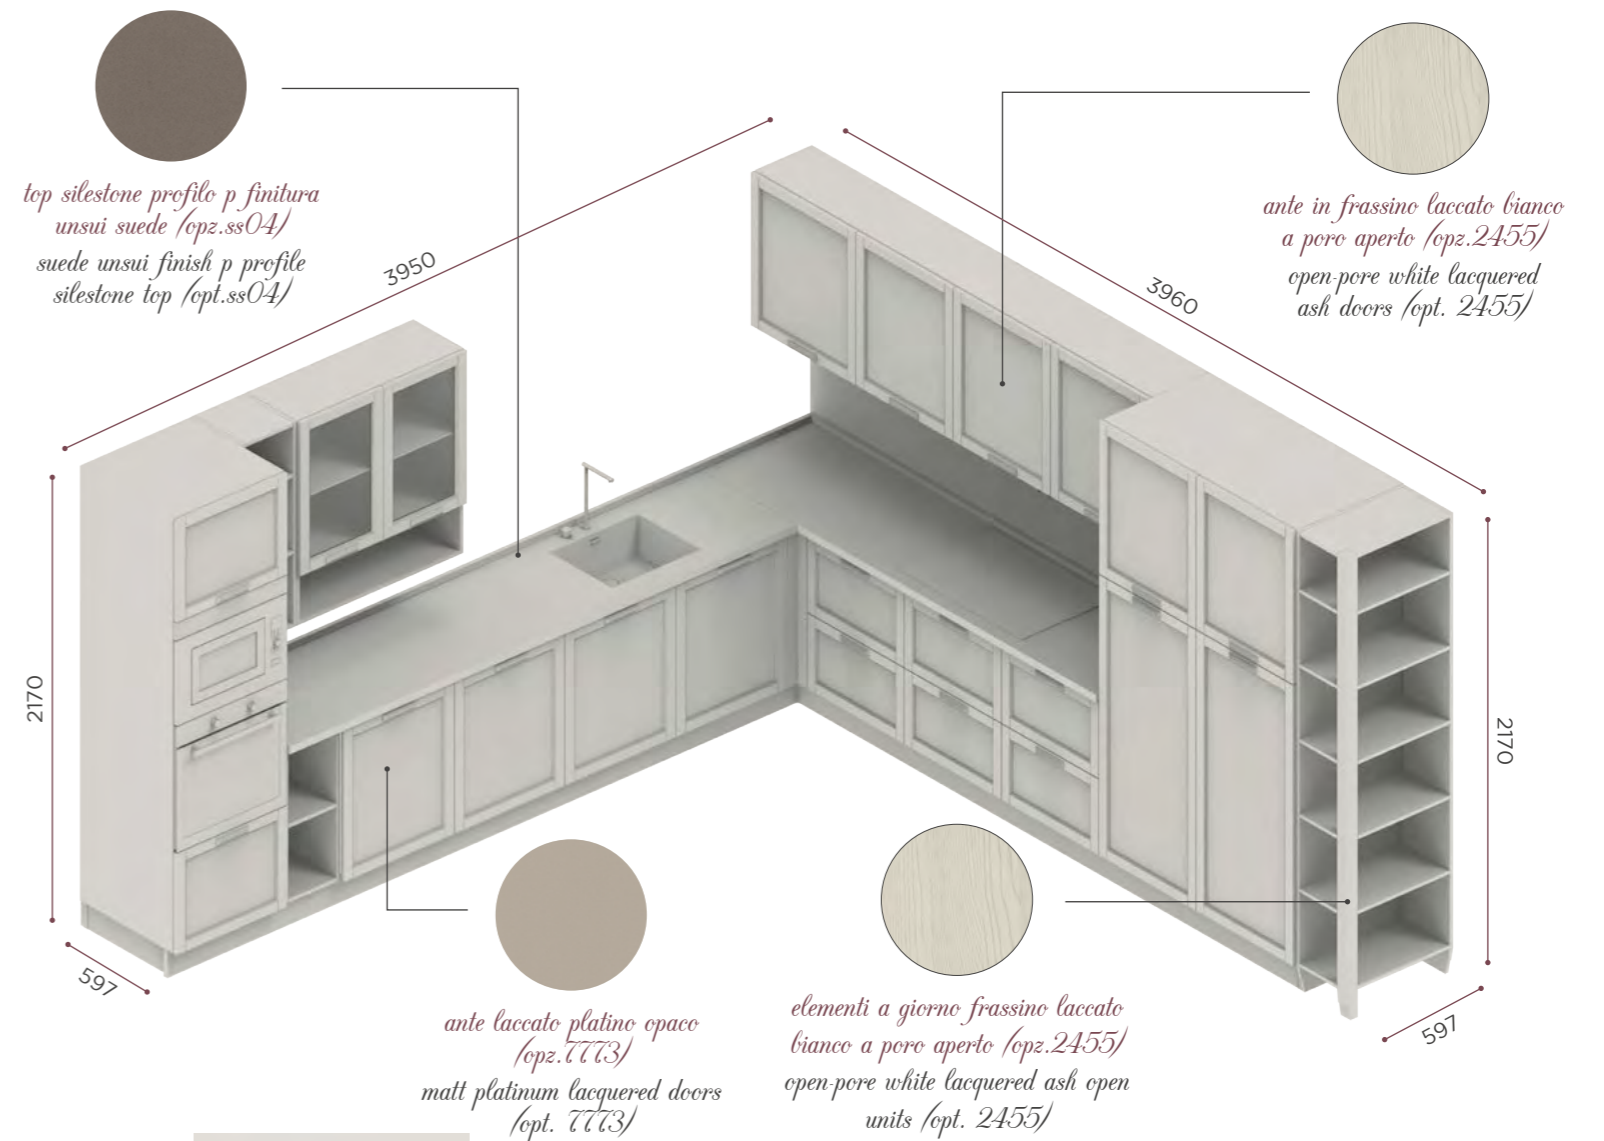 top silestone profilo p finitura
unsui suede (opz.ss04)
suede unsui finish p profile
silestone top (opt.ss04)
3950
3960
ante in frassino laccato bianco
a poro aperto (opz.2455)
open-pore white lacquered
ash doors (opt. 2455)
2170
597
2170
597
ante laccato platino opaco
(opz.7773)
matt platinum lacquered doors
(opt. 7773)
elementi a giorno frassino laccato
bianco a poro aperto (opz.2455)
open-pore white lacquered ash open
units (opt. 2455)